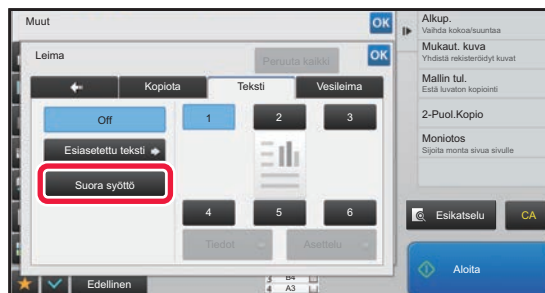 Muut
OK
Leima
Peruuta kaikki
OK
Kopiota
Teksti
Vesileima
Off
1
2
3
Esiasetettu teksti
Suora syöttö
4
5
6
Tiedot
Asettelu
Edellinen
B4
4 A3
Alkup.
Vaihda kokoa/suuntaa
Mukaut. kuva
Yhdistä rekisteröidyt kuvat
Mallin tul.
Estä luvaton kopiointi
2-Puol.Kopio
Moniotos
Sijoita monta sivua sivulle
Esikatselu
CA
Aloita